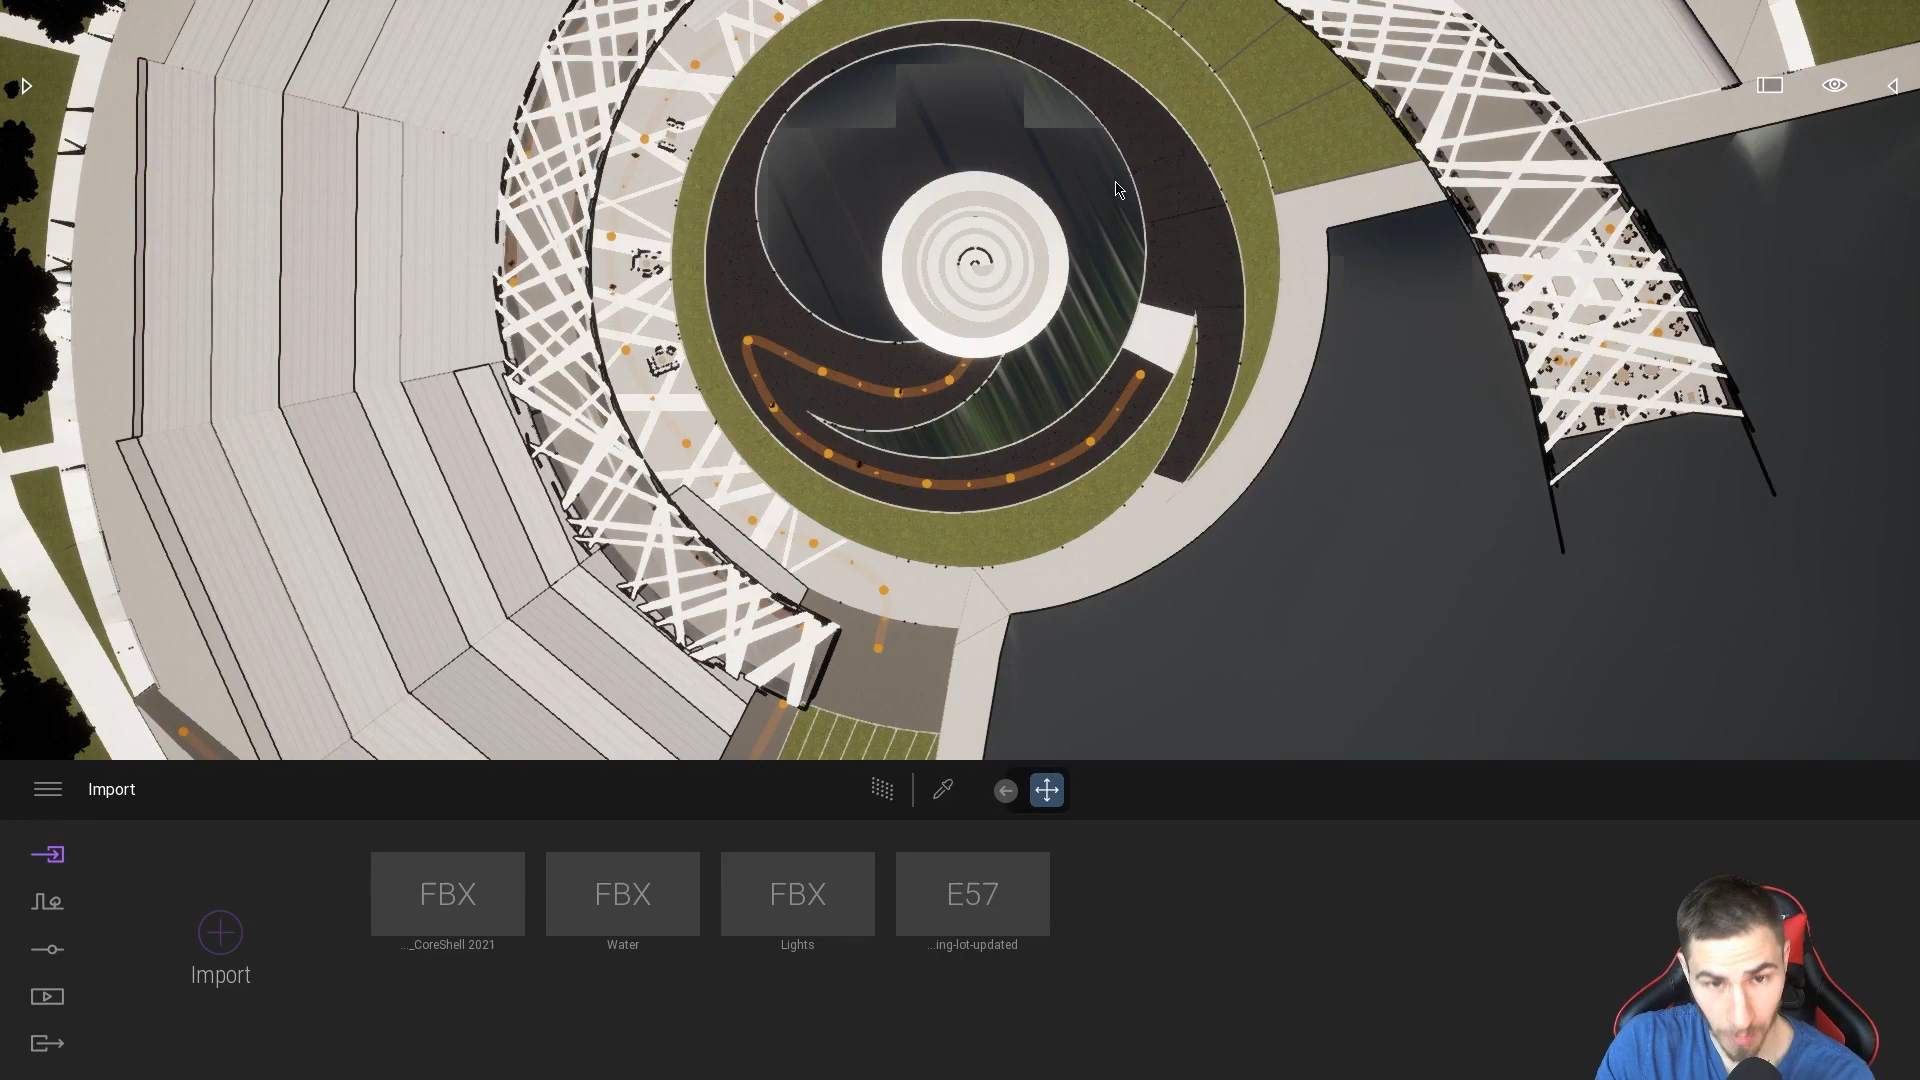 Import
FBX
FBX
FBX
E57
..._CoreShell 2021
Water
Lights
...ing-lot-updated
Import